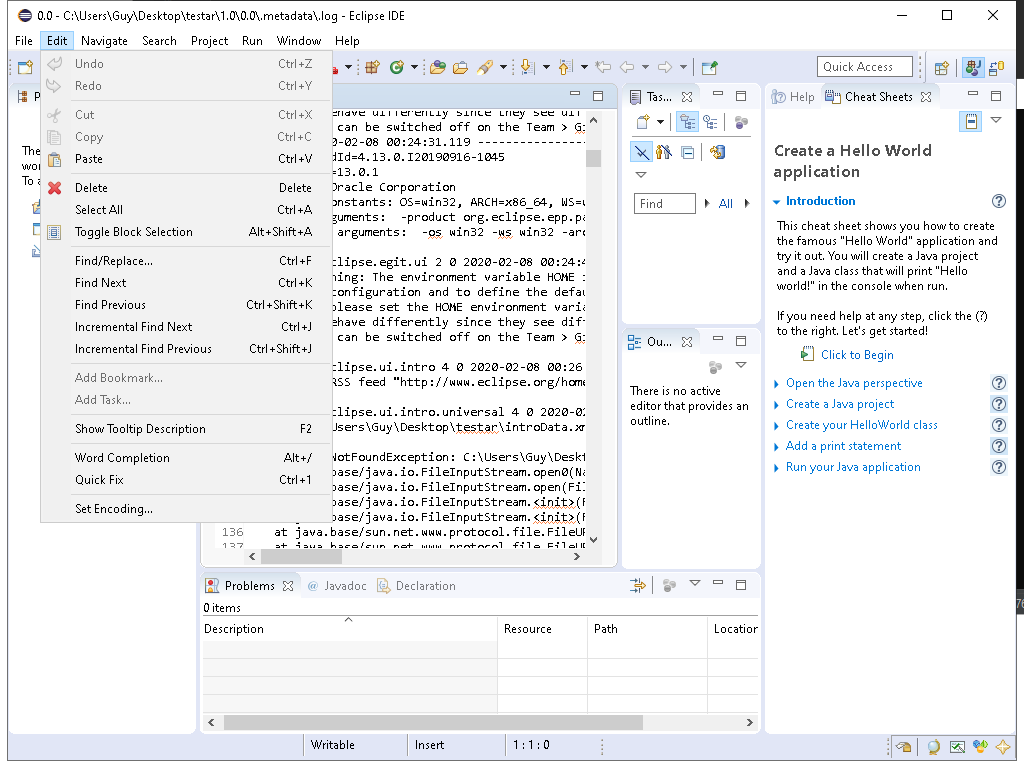 0.0 - C:\Users\Guy\Desktop\testar\1.0\0.0\.metadata\.log - Eclipse IDE
File Edit Navigate Search Project Run Window Help
Quick Access
Undo Ctrl+Z
Redo Ctrl+Y
Cut Ctrl+X
Copy Ctrl+C
Paste Ctrl+V
Delete Delete
Select All Ctrl+A
Toggle Block Selection Alt+Shift+A
Find/Replace... Ctrl+F
Find Next Ctrl+K
Find Previous Ctrl+Shift+K
Incremental Find Next Ctrl+J
Incremental Find Previous Ctrl+Shift+J
Add Bookmark...
Add Task...
Show Tooltip Description F2
Word Completion Alt+/
Quick Fix Ctrl+1
Set Encoding...
P
The
wor
To a
ehave differently since they see dif
can be switched off on the Team > Gi
0-02-08 00:24:31.119 -----------------
dId=4.13.0.I20190916-1045
=13.0.1
Oracle Corporation
onstants: OS=win32, ARCH=x86_64, WS=w
guments: -product org.eclipse.epp.pa
arguments: -os win32 -ws win32 -arc
clipse.egit.ui 2 0 2020-02-08 00:24:4
ning: The environment variable HOME i
onfiguration and to define the defau
please set the HOME environment varia
ehave differently since they see dif
can be switched off on the Team > Gi
clipse.ui.intro 4 0 2020-02-08 00:26
RSS feed "http://www.eclipse.org/home
clipse.ui.intro.universal 4 0 2020-02
Users\Guy\Desktop\testar\introData.xm
NotFoundException: C:\Users\Guy\Deskt
base/java.io.FileInputStream.open0(Na
base/java.io.FileInputStream.open(Fil
base/java.io.FileInputStream.<init>(F
base/java.io.FileInputStream.<init>(F
136 at java.base/sun.net.www.protocol.file.FileUR
137 at java.base/sun.net.www.protocol.file.FileUR
Tas...
Find All
Ou...
There is no active
editor that provides an
outline.
Help Cheat Sheets
Create a Hello World
application
Introduction
This cheat sheet shows you how to create
the famous "Hello World" application and
try it out. You will create a Java project
and a Java class that will print "Hello
world!" in the console when run.
If you need help at any step, click the (?)
to the right. Let's get started!
Click to Begin
Open the Java perspective
Create a Java project
Create your HelloWorld class
Add a print statement
Run your Java application
Problems Javadoc Declaration
0 items
Description Resource Path Location
Writable Insert 1 : 1 : 0